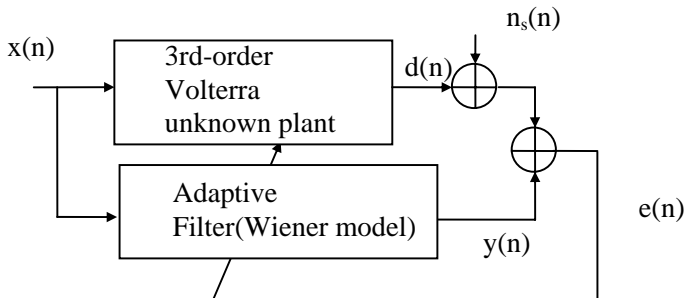 n_s(n)
x(n)
3rd-order
Volterra
unknown plant
d(n)
Adaptive
Filter(Wiener model)
y(n)
e(n)